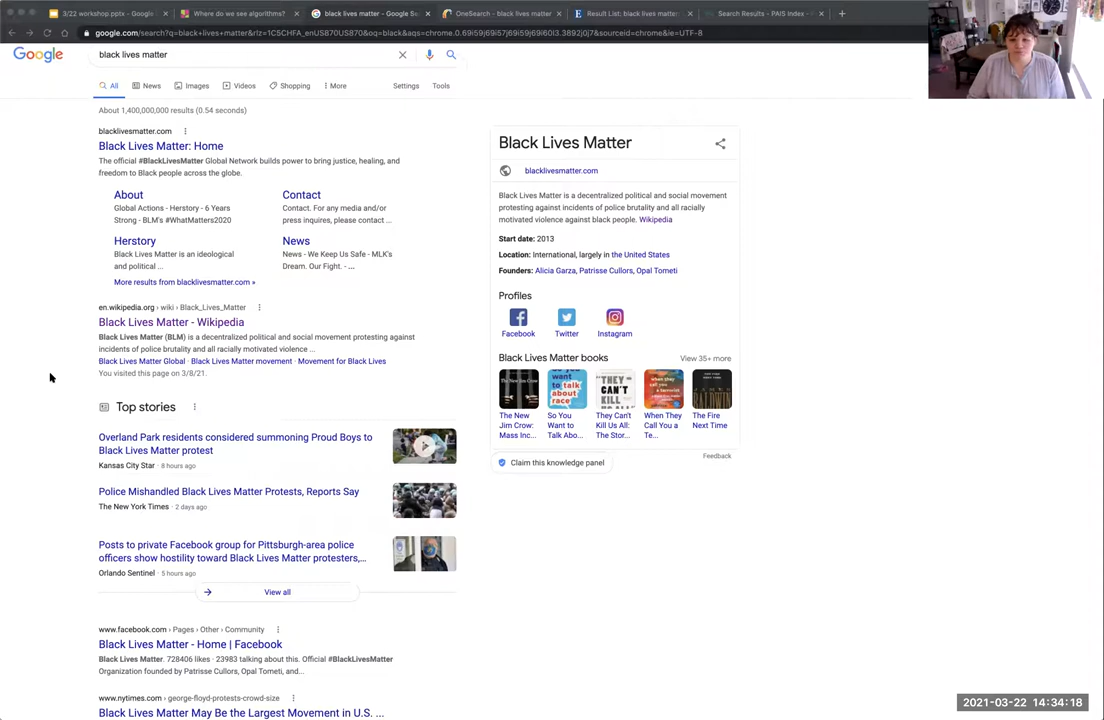 3/22 workshop.pptx - Google
Where do we see algorithms?
black lives matter - Google Se
OneSearch - black lives matter
Result List: black lives matter
Search Results - PAIS Index -
google.com/search?q=black+lives+matter&rlz=1C5CHFA_enUS870US870&oq=black&aqs=chrome.0.69i59j69i57j69i59j69i60l3.3892j0j7&sourceid=chrome&ie=UTF-8
Google
black lives matter
All
News
Images
Videos
Shopping
More
Settings
Tools
About 1,400,000,000 results (0.54 seconds)
blacklivesmatter.com
Black Lives Matter: Home
The official #BlackLivesMatter Global Network builds power to bring justice, healing, and
freedom to Black people across the globe.
About
Global Actions - Herstory - 6 Years
Strong - BLM's #WhatMatters2020
Contact
Contact. For any media and/or
press inquires, please contact ...
Herstory
Black Lives Matter is an ideological
and political ...
News
News - We Keep Us Safe - MLK's
Dream. Our Fight. - ...
More results from blacklivesmatter.com »
en.wikipedia.org › wiki › Black_Lives_Matter
Black Lives Matter - Wikipedia
Black Lives Matter (BLM) is a decentralized political and social movement protesting against
incidents of police brutality and all racially motivated violence ...
Black Lives Matter Global · Black Lives Matter movement · Movement for Black Lives
You visited this page on 3/8/21.
Top stories
Overland Park residents considered summoning Proud Boys to
Black Lives Matter protest
Kansas City Star · 8 hours ago
Police Mishandled Black Lives Matter Protests, Reports Say
The New York Times · 2 days ago
Posts to private Facebook group for Pittsburgh-area police
officers show hostility toward Black Lives Matter protesters,...
Orlando Sentinel · 5 hours ago
View all
www.facebook.com › Pages › Other › Community
Black Lives Matter - Home | Facebook
Black Lives Matter. 728406 likes · 23983 talking about this. Official #BlackLivesMatter
Organization founded by Patrisse Cullors, Opal Tometi, and...
www.nytimes.com › george-floyd-protests-crowd-size
Black Lives Matter May Be the Largest Movement in U.S. ...
Black Lives Matter
blacklivesmatter.com
Black Lives Matter is a decentralized political and social movement
protesting against incidents of police brutality and all racially
motivated violence against black people. Wikipedia
Start date: 2013
Location: International, largely in the United States
Founders: Alicia Garza, Patrisse Cullors, Opal Tometi
Profiles
Facebook
Twitter
Instagram
Black Lives Matter books
View 35+ more
The New
Jim Crow:
Mass Inc...
So You
Want to
Talk Abo...
They Can't
Kill Us All:
The Stor...
When They
Call You a
Te...
The Fire
Next Time
Claim this knowledge panel
Feedback
2021-03-22 14:34:18